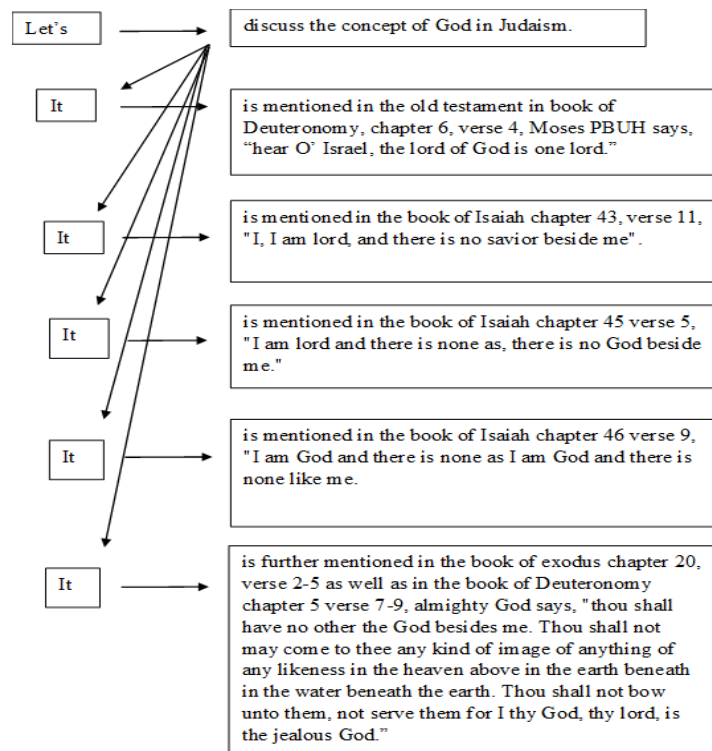 Let's
discuss the concept of God in Judaism.
It
is mentioned in the old testament in book of
Deuteronomy, chapter 6, verse 4, Moses PBUH says,
“hear O’ Israel, the lord of God is one lord.”
It
is mentioned in the book of Isaiah chapter 43, verse 11,
"I, I am lord, and there is no savior beside me".
It
is mentioned in the book of Isaiah chapter 45 verse 5,
"I am lord and there is none as, there is no God beside
me."
It
is mentioned in the book of Isaiah chapter 46 verse 9,
"I am God and there is none as I am God and there is
none like me.
It
is further mentioned in the book of exodus chapter 20,
verse 2-5 as well as in the book of Deuteronomy
chapter 5 verse 7-9, almighty God says, "thou shall
have no other the God besides me. Thou shall not
may come to thee any kind of image of anything of
any likeness in the heaven above in the earth beneath
in the water beneath the earth. Thou shall not bow
unto them, not serve them for I thy God, thy lord, is
the jealous God.”